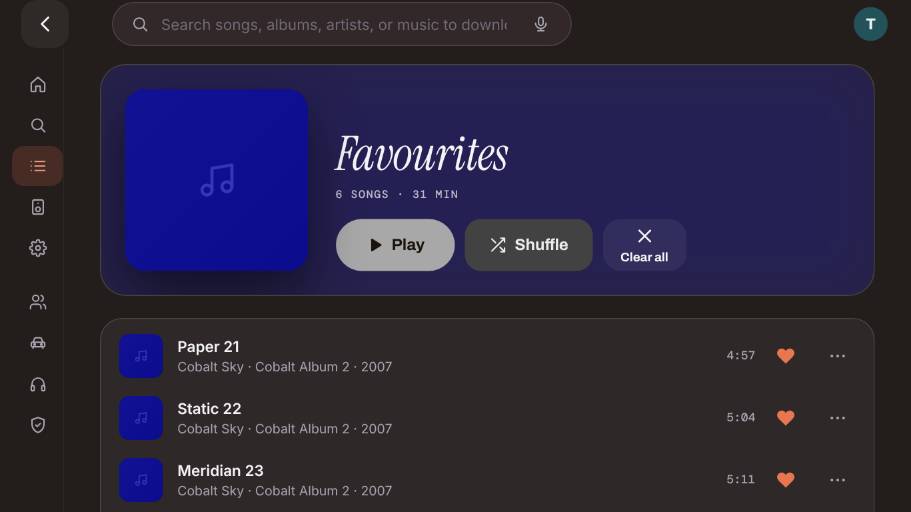 Search songs, albums, artists, or music to downl
T
Favourites
6 SONGS · 31 MIN
Play
Shuffle
Clear all
Paper 21
4:57
Cobalt Sky · Cobalt Album 2 · 2007
Static 22
5:04
Cobalt Sky · Cobalt Album 2 · 2007
Meridian 23
5:11
Cobalt Sky · Cobalt Album 2 · 2007